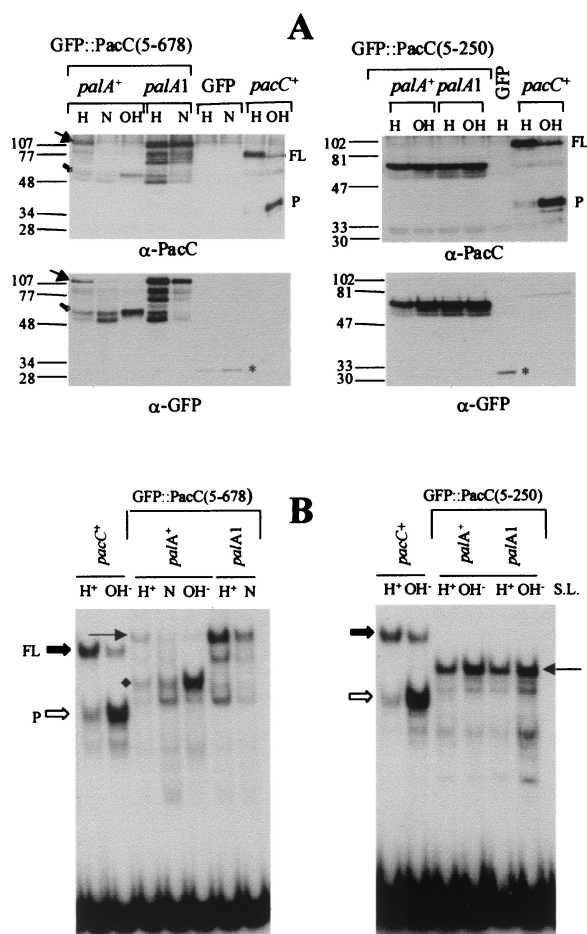 A
GFP::PacC(5-678)
palA+ palA1 GFP pacC+
H N OH H N H N H OH
107
77
48
34
28
FL
P
α-PacC
107
77
48
34
28
*
α-GFP
GFP::PacC(5-250)
palA+ palA1 GFP pacC+
H OH H OH H H OH
102
81
47
33
30
FL
P
α-PacC
102
81
47
33
30
*
α-GFP
B
GFP::PacC(5-678)
pacC+ palA+ palA1
H+ OH- H+ N OH- H+ N
FL
P
GFP::PacC(5-250)
pacC+ palA+ palA1
H+ OH- H+ OH- H+ OH- S.L.